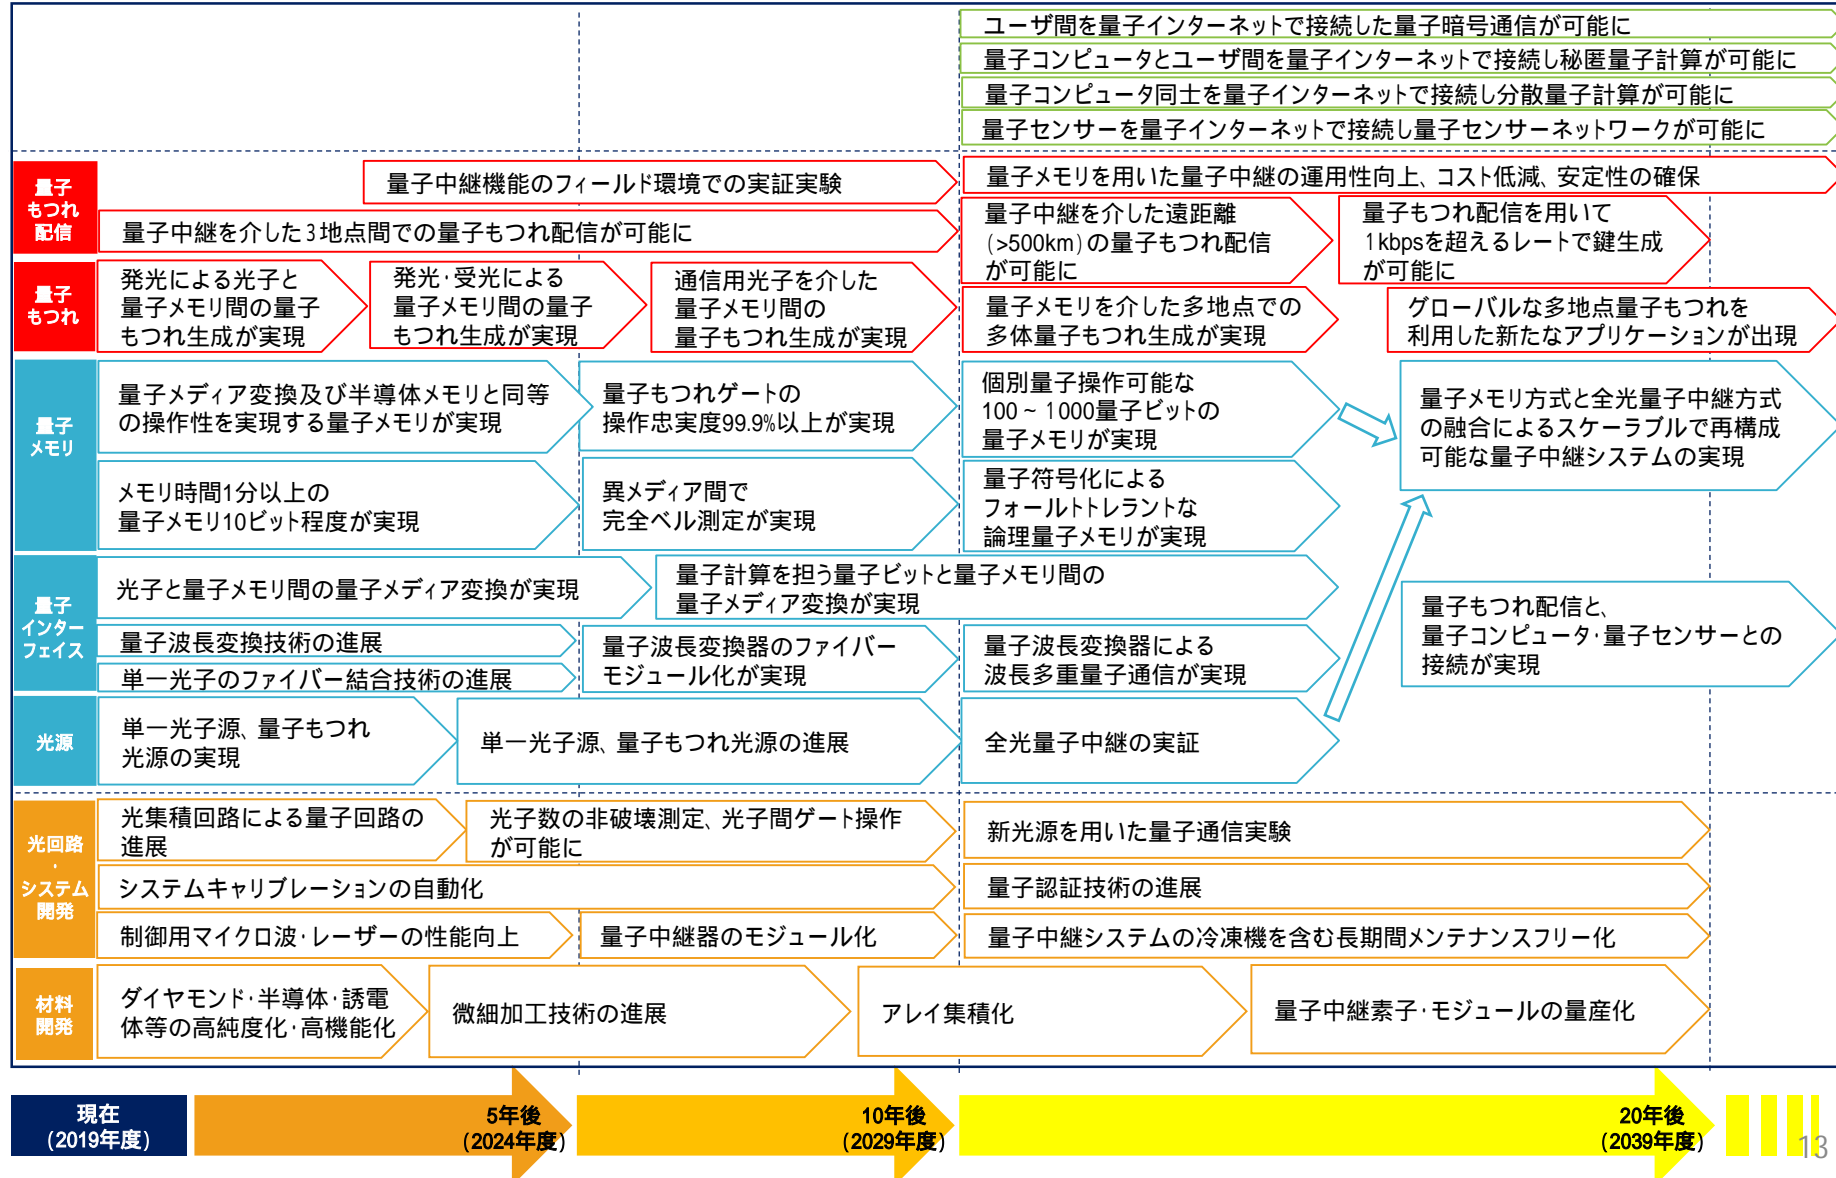 ユーザ間を量子インターネットで接続した量子暗号通信が可能に
量子コンピュータとユーザ間を量子インターネットで接続し秘匿量子計算が可能に
量子コンピュータ同士を量子インターネットで接続し分散量子計算が可能に
量子センサーを量子インターネットで接続し量子センサーネットワークが可能に
量子
もつれ
配信
量子中継機能のフィールド環境での実証実験
量子メモリを用いた量子中継の運用性向上、コスト低減、安定性の確保
量子中継を介した3地点間での量子もつれ配信が可能に
量子中継を介した遠距離
(>500km)の量子もつれ配信
が可能に
量子もつれ配信を用いて
1kbpsを超えるレートで鍵生成
が可能に
量子
もつれ
発光による光子と
量子メモリ間の量子
もつれ生成が実現
発光・受光による
量子メモリ間の量子
もつれ生成が実現
通信用光子を介した
量子メモリ間の
量子もつれ生成が実現
量子メモリを介した多地点での
多体量子もつれ生成が実現
グローバルな多地点量子もつれを
利用した新たなアプリケーションが出現
量子
メモリ
量子メディア変換及び半導体メモリと同等
の操作性を実現する量子メモリが実現
量子もつれゲートの
操作忠実度99.9%以上が実現
個別量子操作可能な
100~1000量子ビットの
量子メモリが実現
量子メモリ方式と全光量子中継方式
の融合によるスケーラブルで再構成
可能な量子中継システムの実現
メモリ時間1分以上の
量子メモリ10ビット程度が実現
異メディア間で
完全ベル測定が実現
量子符号化による
フォールトトレラントな
論理量子メモリが実現
量子
インター
フェイス
光子と量子メモリ間の量子メディア変換が実現
量子計算を担う量子ビットと量子メモリ間の
量子メディア変換が実現
量子もつれ配信と、
量子コンピュータ・量子センサーとの
接続が実現
量子波長変換技術の進展
単一光子のファイバー結合技術の進展
量子波長変換器のファイバー
モジュール化が実現
量子波長変換器による
波長多重量子通信が実現
光源
単一光子源、量子もつれ
光源の実現
単一光子源、量子もつれ光源の進展
全光量子中継の実証
光回路
・
システム
開発
光集積回路による量子回路の
進展
光子数の非破壊測定、光子間ゲート操作
が可能に
新光源を用いた量子通信実験
システムキャリブレーションの自動化
量子認証技術の進展
制御用マイクロ波・レーザーの性能向上
量子中継器のモジュール化
量子中継システムの冷凍機を含む長期間メンテナンスフリー化
材料
開発
ダイヤモンド・半導体・誘電
体等の高純度化・高機能化
微細加工技術の進展
アレイ集積化
量子中継素子・モジュールの量産化
現在
(2019年度)
5年後
(2024年度)
10年後
(2029年度)
20年後
(2039年度)
13